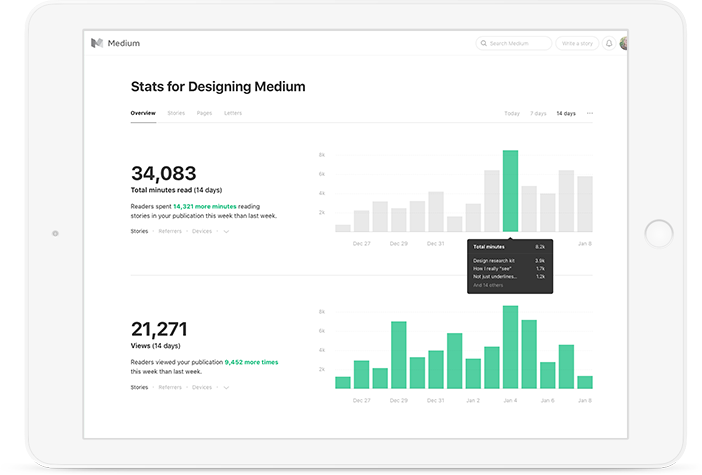 Medium
Search Medium
Write a story
Stats for Designing Medium
Overview
Stories
Pages
Letters
Today
7 days
14 days
34,083
Total minutes read (14 days)
Readers spent 14,321 more minutes reading
stories in your publication this week than last week.
Stories · Referrers · Devices
8k
6k
4k
2k
Dec 27
Dec 29
Dec 31
Jan 8
Total minutes 8.2k
Design research kit 3.9k
How I really "see" 1.7k
Not just underlines... 1.2k
And 14 others
21,271
Views (14 days)
Readers viewed your publication 9,452 more times
this week than last week.
Stories · Referrers · Devices
8k
6k
4k
2k
Dec 27
Dec 29
Dec 31
Jan 2
Jan 4
Jan 6
Jan 8